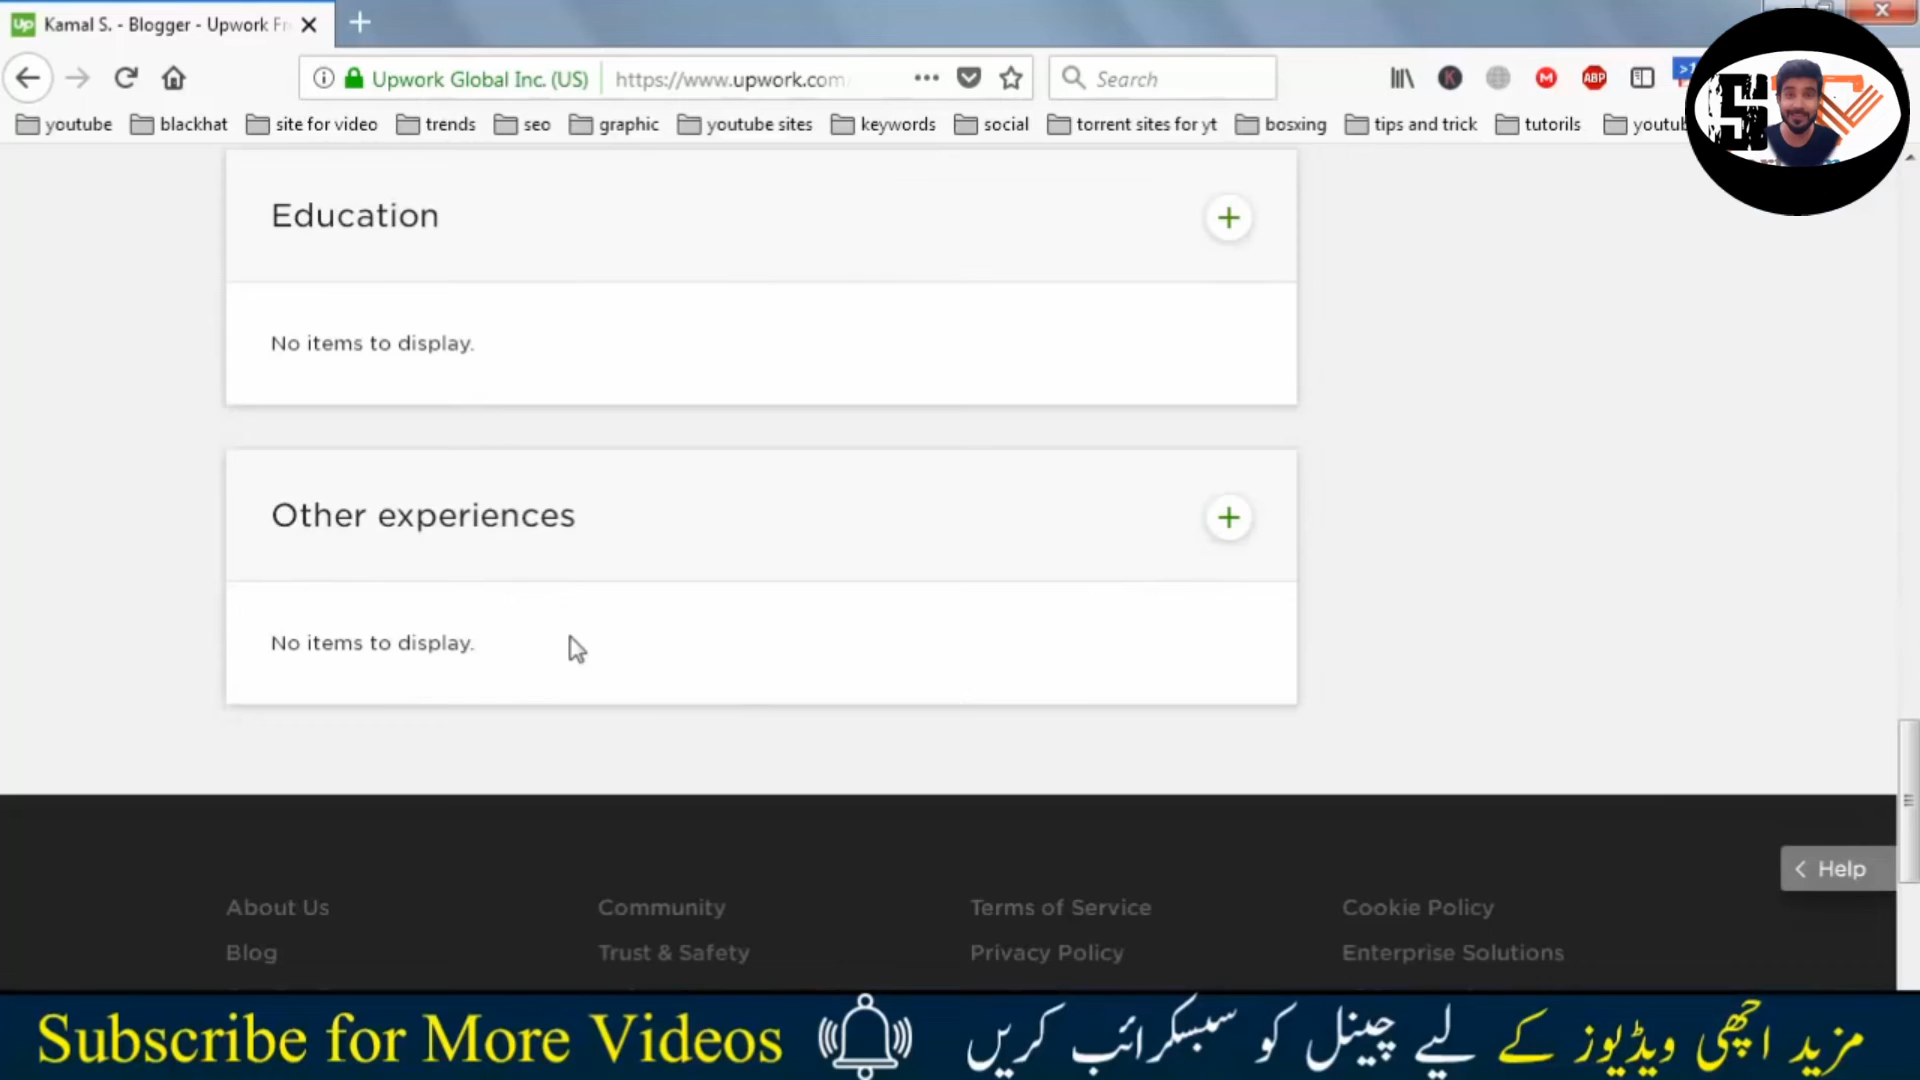 Kamal S. - Blogger - Upwork Fr
Upwork Global Inc. (US) https://www.upwork.com/ Search
youtube blackhat site for video trends seo graphic youtube sites keywords social torrent sites for yt bosxing tips and trick tutorils youtub
Education
No items to display.
Other experiences
No items to display.
Help
About Us Community Terms of Service Cookie Policy
Blog Trust & Safety Privacy Policy Enterprise Solutions
Subscribe for More Videos مزید اچھی ویڈیوز کے لیے چینل کو سبسکرائب کریں